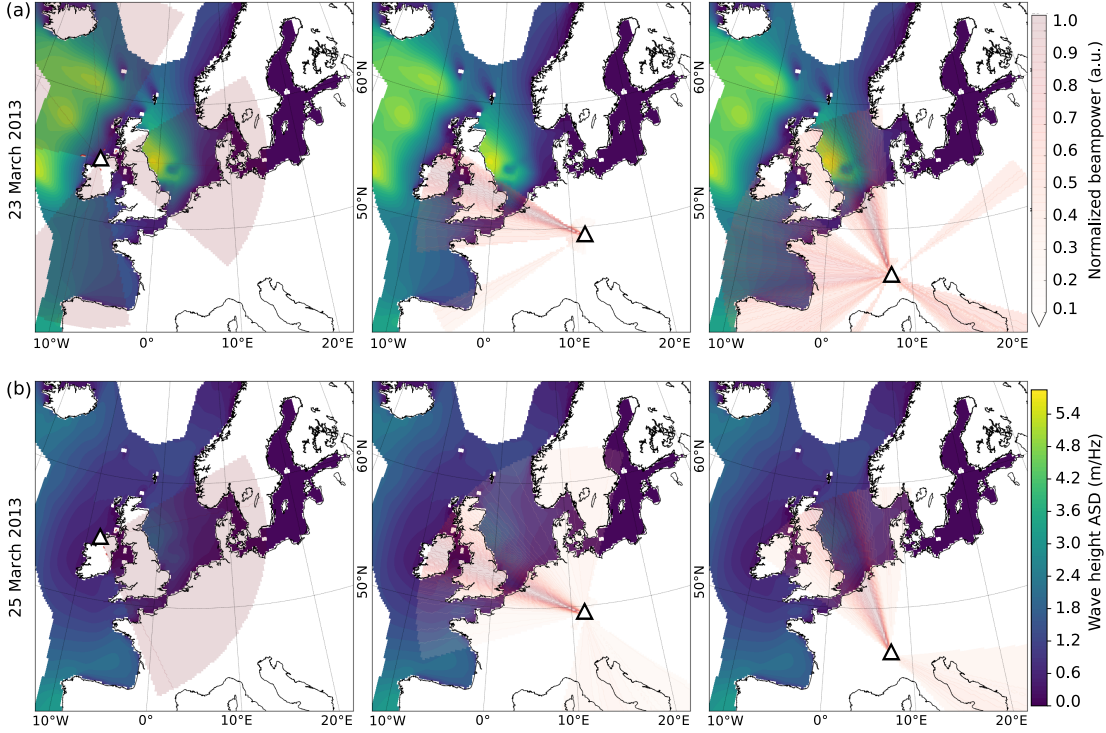 (a)
23 March 2013
60°N
50°N
60°N
50°N
10°W 0° 10°E 20°E
10°W 0° 10°E 20°E
10°W 0° 10°E 20°E
1.0
0.9
0.8
0.7
0.6
0.5
0.4
0.3
0.2
0.1
Normalized beampower (a.u.)
(b)
25 March 2013
60°N
50°N
60°N
50°N
10°W 0° 10°E 20°E
10°W 0° 10°E 20°E
10°W 0° 10°E 20°E
5.4
4.8
4.2
3.6
3.0
2.4
1.8
1.2
0.6
0.0
Wave height ASD (m/Hz)